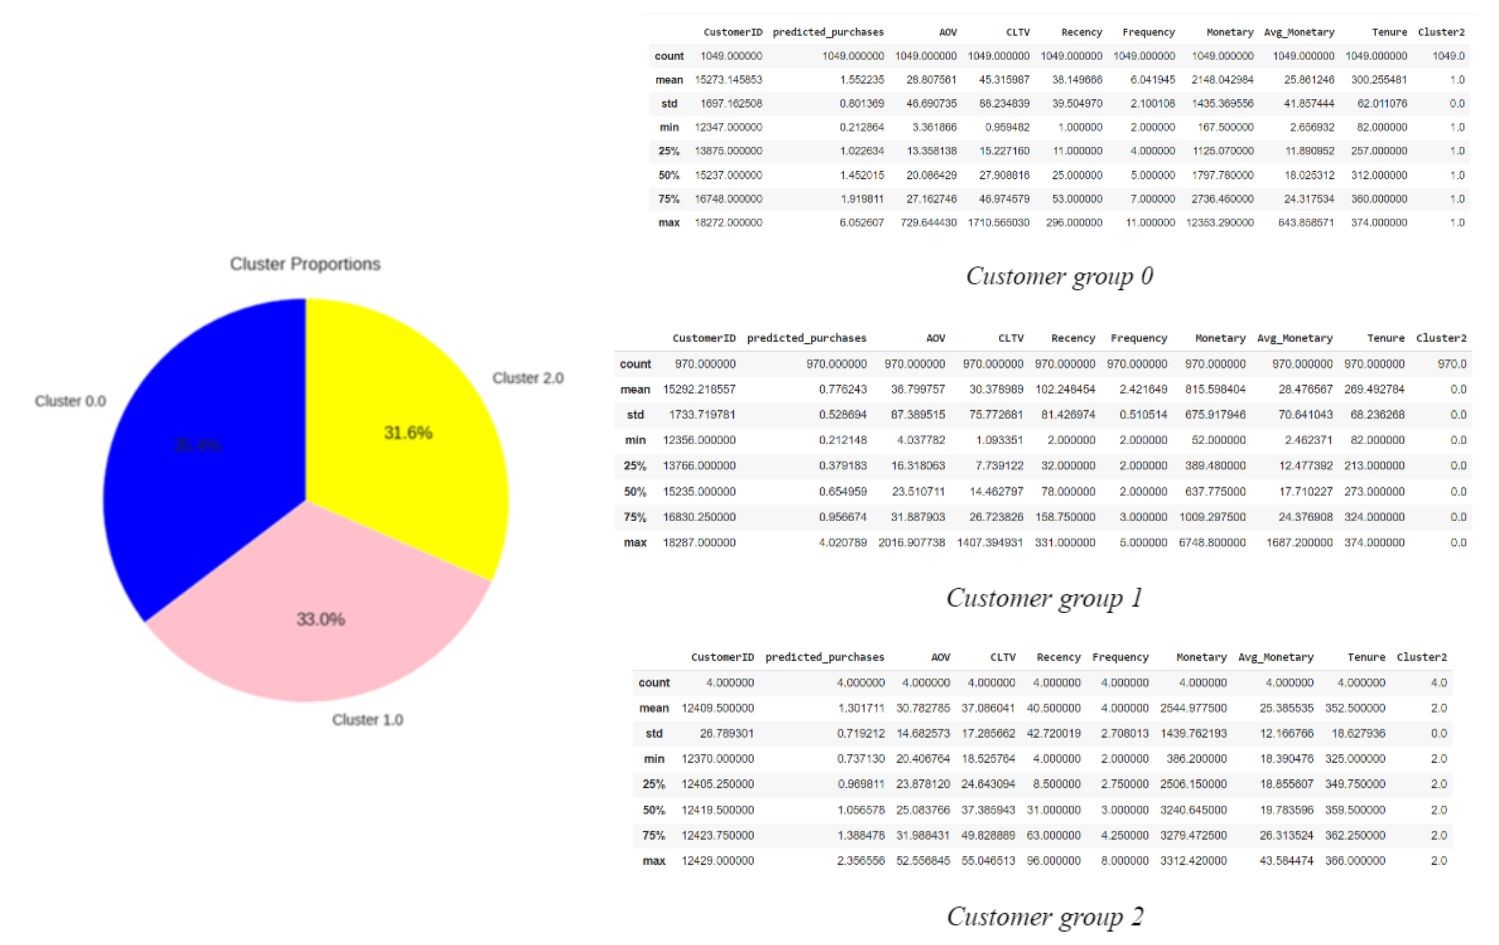 Cluster Proportions
Cluster 2.0
Cluster 0.0
31.6%
33.0%
Cluster 1.0
CustomerID predicted_purchases AOV CLTV Recency Frequency Monetary Avg_Monetary Tenure Cluster2
count 1049.000000 1049.000000 1049.000000 1049.000000 1049.000000 1049.000000 1049.000000 1049.000000 1049.000000 1049.0
mean 15273.145853 1.552235 28.807561 45.315987 38.149666 6.041945 2148.042984 25.861246 300.255481 1.0
std 1697.162508 0.801369 46.690735 88.234839 39.504970 2.100108 1435.369556 41.857444 62.011076 0.0
min 12347.000000 0.212864 3.361866 0.959482 1.000000 2.000000 167.500000 2.656932 82.000000 1.0
25% 13875.000000 1.022634 13.358138 15.227160 11.000000 4.000000 1125.070000 11.890952 257.000000 1.0
50% 15237.000000 1.452015 20.086429 27.908816 25.000000 5.000000 1797.780000 18.025312 312.000000 1.0
75% 16748.000000 1.919811 27.162746 46.974579 53.000000 7.000000 2736.460000 24.317534 360.000000 1.0
max 18272.000000 6.052607 729.644430 1710.565030 296.000000 11.000000 12353.290000 643.858571 374.000000 1.0
Customer group 0
CustomerID predicted_purchases AOV CLTV Recency Frequency Monetary Avg_Monetary Tenure Cluster2
count 970.000000 970.000000 970.000000 970.000000 970.000000 970.000000 970.000000 970.000000 970.000000 970.0
mean 15292.218557 0.776243 36.799757 30.378989 102.248454 2.421649 815.598404 28.476567 269.492784 0.0
std 1733.719781 0.528694 87.389515 75.772681 81.426974 0.510514 675.917946 70.641043 68.236268 0.0
min 12356.000000 0.212148 4.037782 1.093351 2.000000 2.000000 52.000000 2.462371 82.000000 0.0
25% 13766.000000 0.379183 16.318063 7.739122 32.000000 2.000000 389.480000 12.477392 213.000000 0.0
50% 15235.000000 0.654959 23.510711 14.462797 78.000000 2.000000 637.775000 17.710227 273.000000 0.0
75% 16830.250000 0.956674 31.887903 26.723826 158.750000 3.000000 1009.297500 24.376908 324.000000 0.0
max 18287.000000 4.020789 2016.907738 1407.394931 331.000000 5.000000 6748.800000 1687.200000 374.000000 0.0
Customer group 1
CustomerID predicted_purchases AOV CLTV Recency Frequency Monetary Avg_Monetary Tenure Cluster2
count 4.000000 4.000000 4.000000 4.000000 4.000000 4.000000 4.000000 4.000000 4.000000 4.0
mean 12409.500000 1.301711 30.782785 37.086041 40.500000 4.000000 2544.977500 25.385535 352.500000 2.0
std 26.789301 0.719212 14.682573 17.285662 42.720019 2.708013 1439.762193 12.166766 18.627936 0.0
min 12370.000000 0.737130 20.406764 18.525764 4.000000 2.000000 386.200000 18.390476 325.000000 2.0
25% 12405.250000 0.969811 23.878120 24.643094 8.500000 2.750000 2506.150000 18.855607 349.750000 2.0
50% 12419.500000 1.056578 25.083766 37.385943 31.000000 3.000000 3240.645000 19.783596 359.500000 2.0
75% 12423.750000 1.388478 31.988431 49.828889 63.000000 4.250000 3279.472500 26.313524 362.250000 2.0
max 12429.000000 2.356556 52.556845 55.046513 96.000000 8.000000 3312.420000 43.584474 366.000000 2.0
Customer group 2